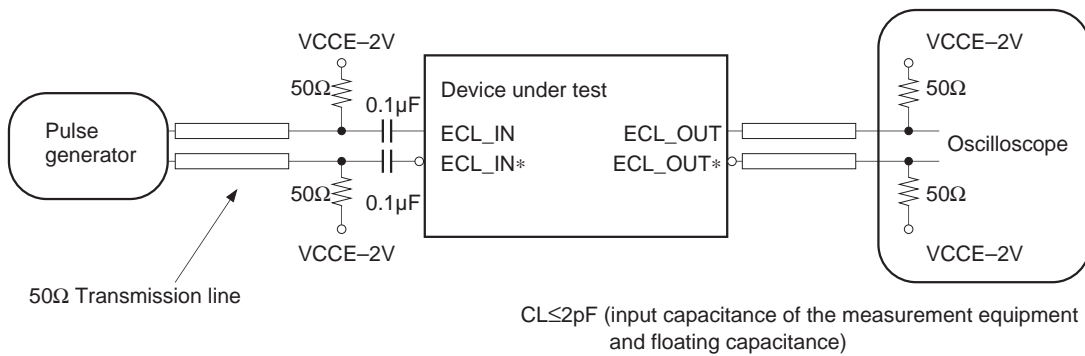 VCCE–2V
VCCE–2V
50Ω
Device under test
50Ω
0.1µF
Pulse
generator
ECL_IN
ECL_OUT
Oscilloscope
ECL_IN*
ECL_OUT*
50Ω
0.1µF
50Ω
VCCE–2V
VCCE–2V
50Ω Transmission line
CL≤2pF (input capacitance of the measurement equipment
and floating capacitance)